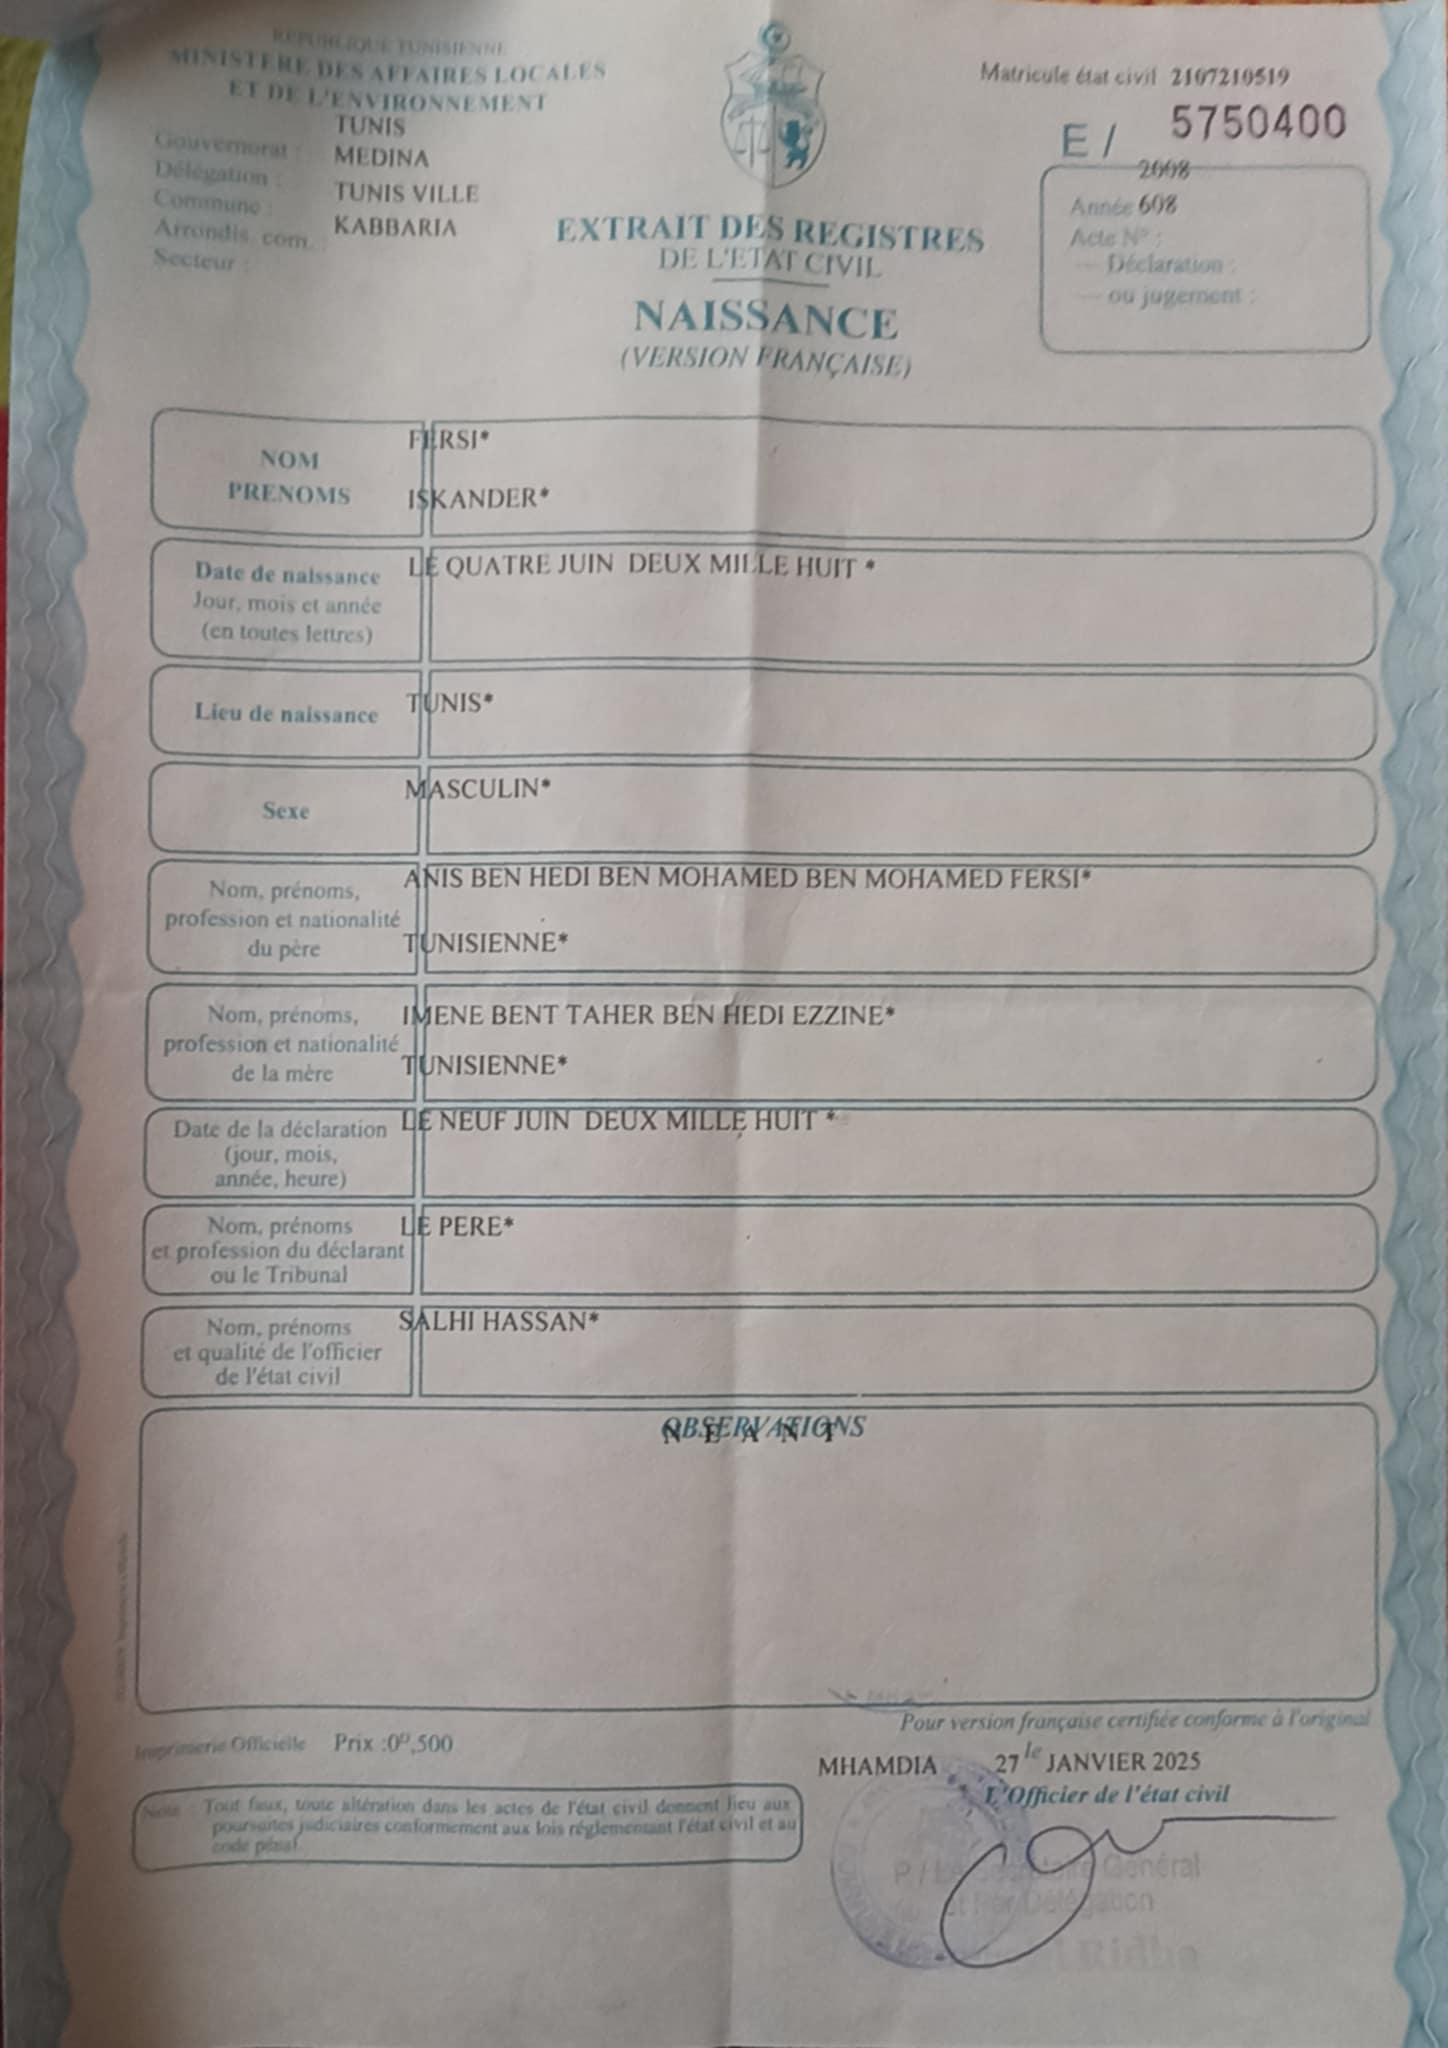 REPUBLIQUE TUNISIENNE
MINISTERE DES AFFAIRES LOCALES
ET DE L'ENVIRONNEMENT
Gouvernorat : TUNIS
Délégation : MEDINA
Commune : TUNIS VILLE
Arrondis. com. : KABBARIA
Secteur :
Matricule état civil 2107210519
E / 5750400
2008
Année 608
Acte N° :
— Déclaration :
— ou jugement :
EXTRAIT DES REGISTRES
DE L'ETAT CIVIL
NAISSANCE
(VERSION FRANÇAISE)
NOM
PRENOMS
FERSI*
ISKANDER*
Date de naissance
Jour, mois et année
(en toutes lettres)
LE QUATRE JUIN DEUX MILLE HUIT *
Lieu de naissance
TUNIS*
Sexe
MASCULIN*
Nom, prénoms,
profession et nationalité
du père
ANIS BEN HEDI BEN MOHAMED BEN MOHAMED FERSI*
TUNISIENNE*
Nom, prénoms,
profession et nationalité
de la mère
IMENE BENT TAHER BEN HEDI EZZINE*
TUNISIENNE*
Date de la déclaration
(jour, mois,
année, heure)
LE NEUF JUIN DEUX MILLE HUIT *
Nom, prénoms
et profession du déclarant
ou le Tribunal
LE PERE*
Nom, prénoms
et qualité de l'officier
de l'état civil
SALHI HASSAN*
OBSERVATIONS
N E A N T
Pour version française certifiée conforme à l'original
Imprimerie Officielle Prix :0ᴰ,500
MHAMDIA 27 le JANVIER 2025
L'Officier de l'état civil
Note : Tout faux, toute altération dans les actes de l'état civil donnent lieu aux
poursuites judiciaires conformement aux lois réglementant l'état civil et au
code pénal.
P / Le Secrétaire Général
et Par Délégation
Ridha